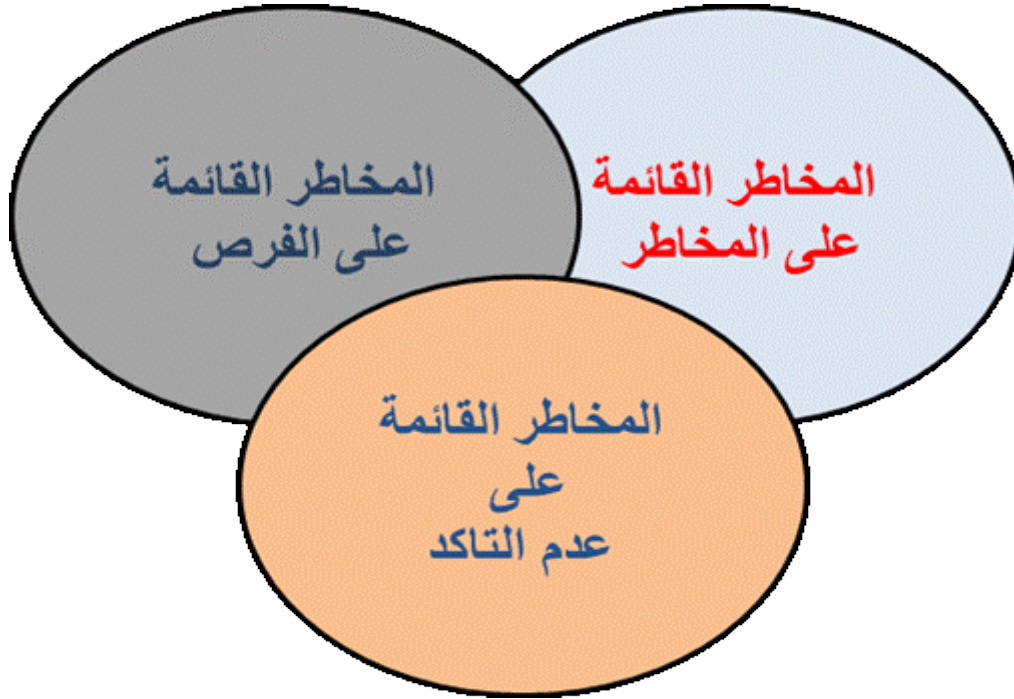 المخاطر القائمة
على المخاطر
المخاطر القائمة
على الفرص
المخاطر القائمة
على
عدم التاكد